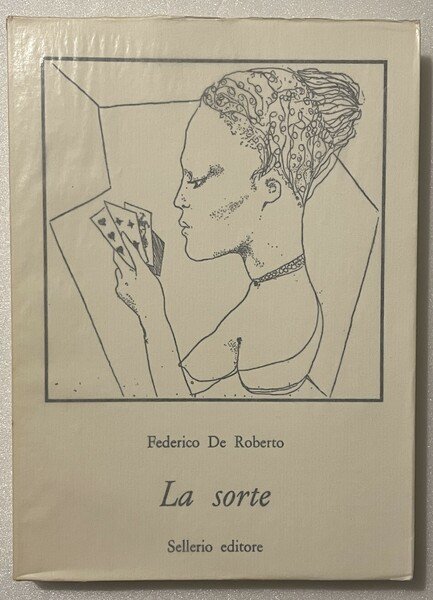 Federico De Roberto
La sorte
Sellerio editore